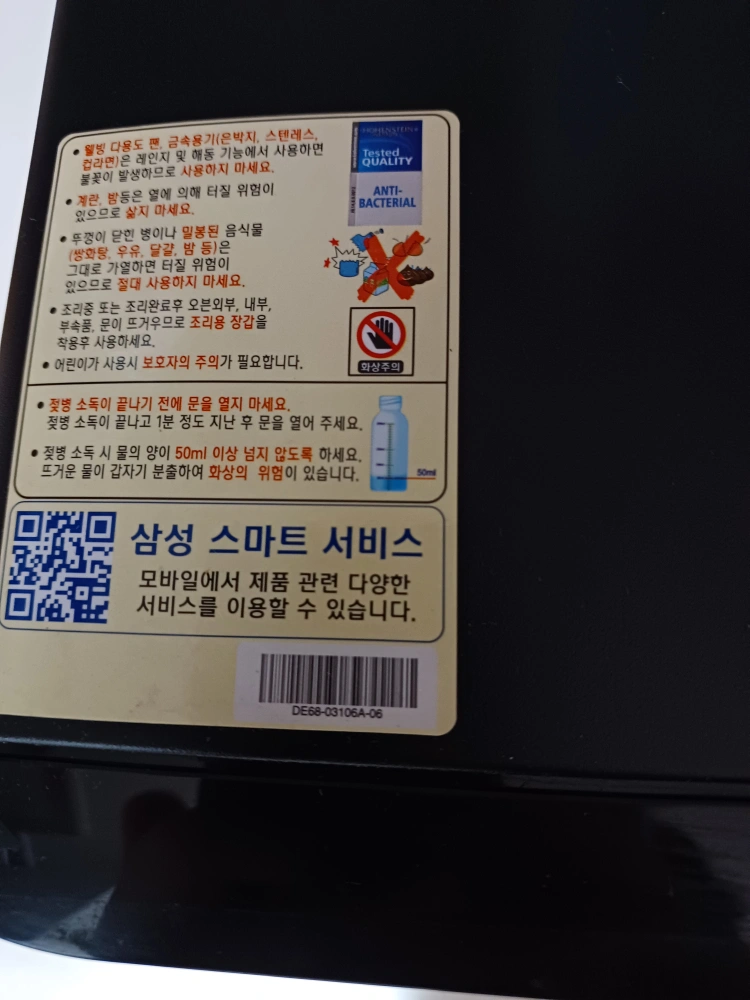 • 웰빙 다용도 팬, 금속용기(은박지, 스텐레스,
컵라면)은 레인지 및 해동 기능에서 사용하면
불꽃이 발생하므로 사용하지 마세요.
HOHENSTEIN
Tested
QUALITY
ANTI-
BACTERIAL
• 계란, 밤등은 열에 의해 터질 위험이
있으므로 삶지 마세요.
• 뚜껑이 닫힌 병이나 밀봉된 음식물
(쌍화탕, 우유, 달걀, 밤 등)은
그대로 가열하면 터질 위험이
있으므로 절대 사용하지 마세요.
• 조리중 또는 조리완료후 오븐외부, 내부,
부속품, 문이 뜨거우므로 조리용 장갑을
착용후 사용하세요.
• 어린이가 사용시 보호자의 주의가 필요합니다.
화상주의
• 젖병 소독이 끝나기 전에 문을 열지 마세요.
젖병 소독이 끝나고 1분 정도 지난 후 문을 열어 주세요.
• 젖병 소독 시 물의 양이 50ml 이상 넘지 않도록 하세요.
뜨거운 물이 갑자기 분출하여 화상의 위험이 있습니다.
50ml
삼성 스마트 서비스
모바일에서 제품 관련 다양한
서비스를 이용할 수 있습니다.
DE68-03106A-06